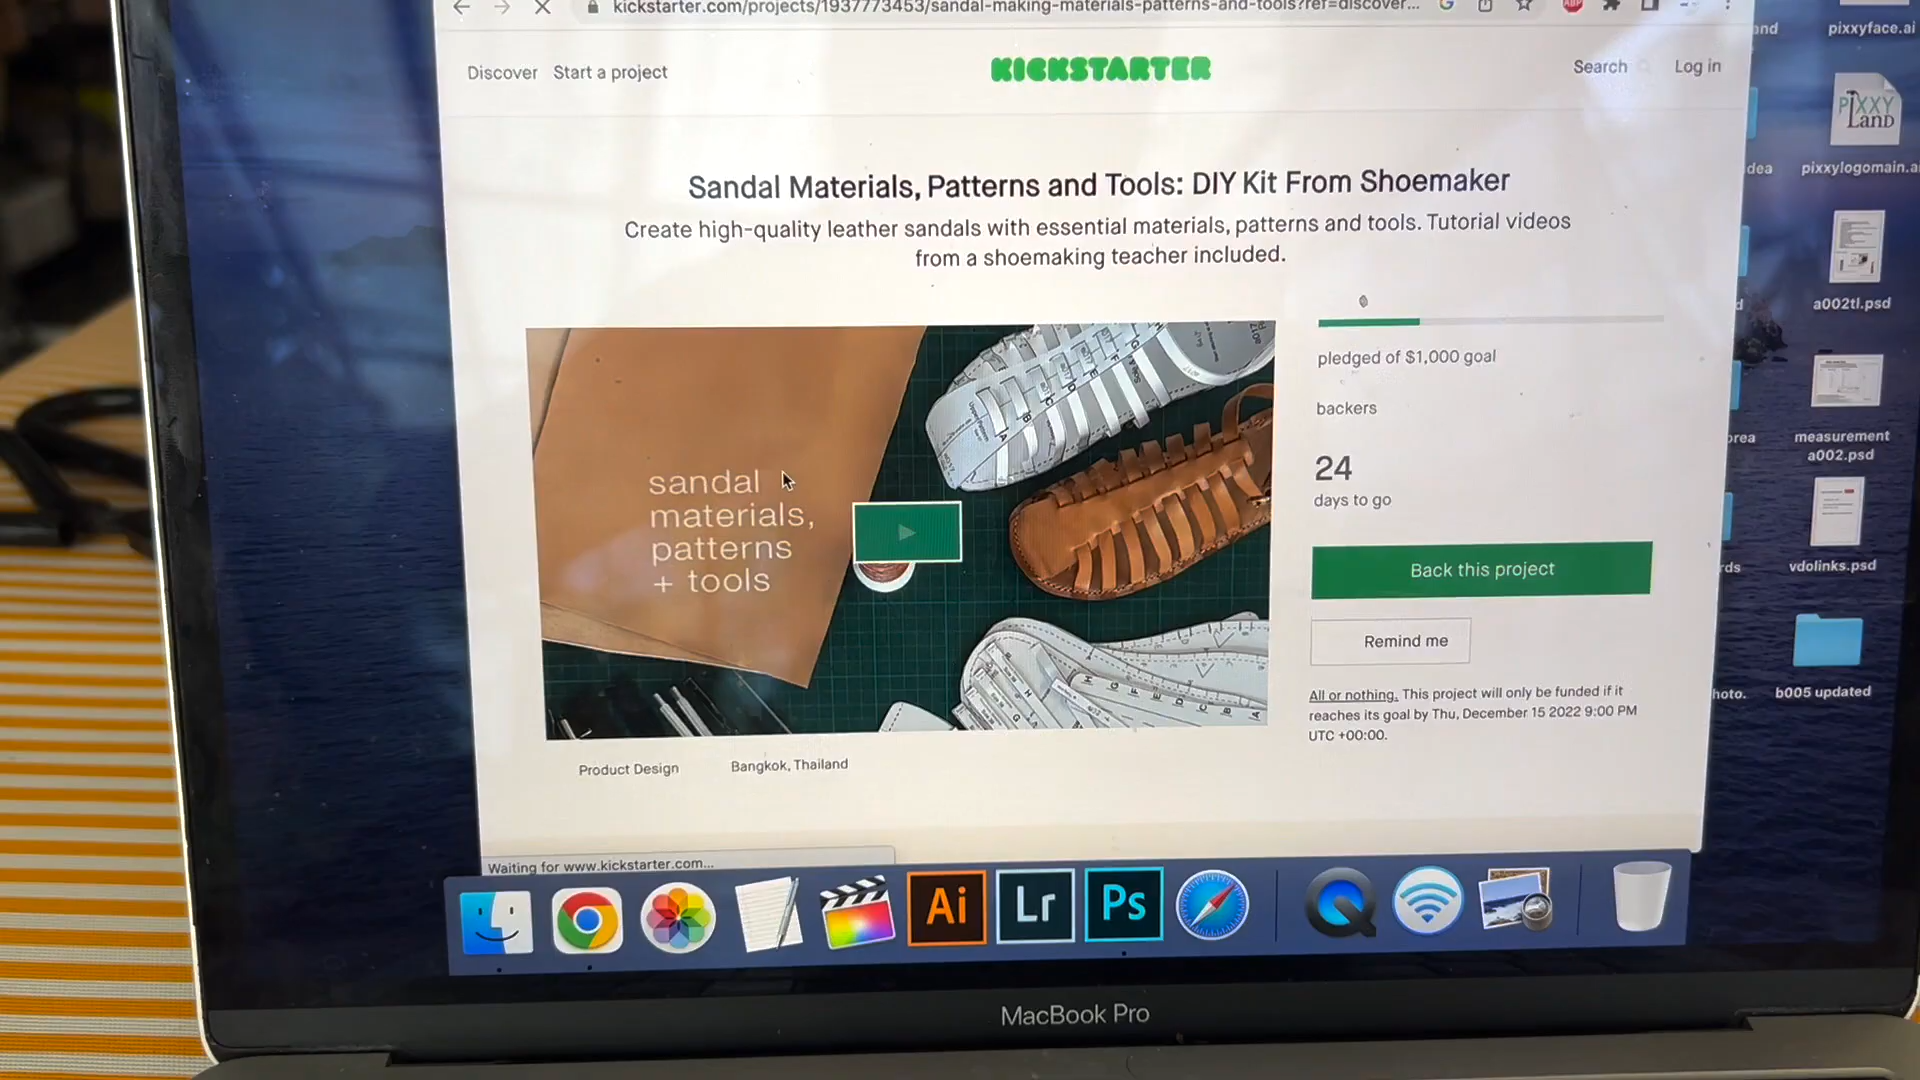 kickstarter.com/projects/1937773453/sandal-making-materials-patterns-and-tools?ref=discover...
Discover Start a project
KICKSTARTER
Search Log in
Sandal Materials, Patterns and Tools: DIY Kit From Shoemaker
Create high-quality leather sandals with essential materials, patterns and tools. Tutorial videos
from a shoemaking teacher included.
sandal
materials,
patterns
+ tools
pledged of $1,000 goal
backers
24
days to go
Back this project
Remind me
All or nothing. This project will only be funded if it
reaches its goal by Thu, December 15 2022 9:00 PM
UTC +00:00.
Product Design
Bangkok, Thailand
Waiting for www.kickstarter.com...
pixxyface.ai
PIXXY
Land
pixxylogomain.ai
a002tl.psd
measurement
a002.psd
vdolinks.psd
b005 updated
Ai
Lr
Ps
MacBook Pro